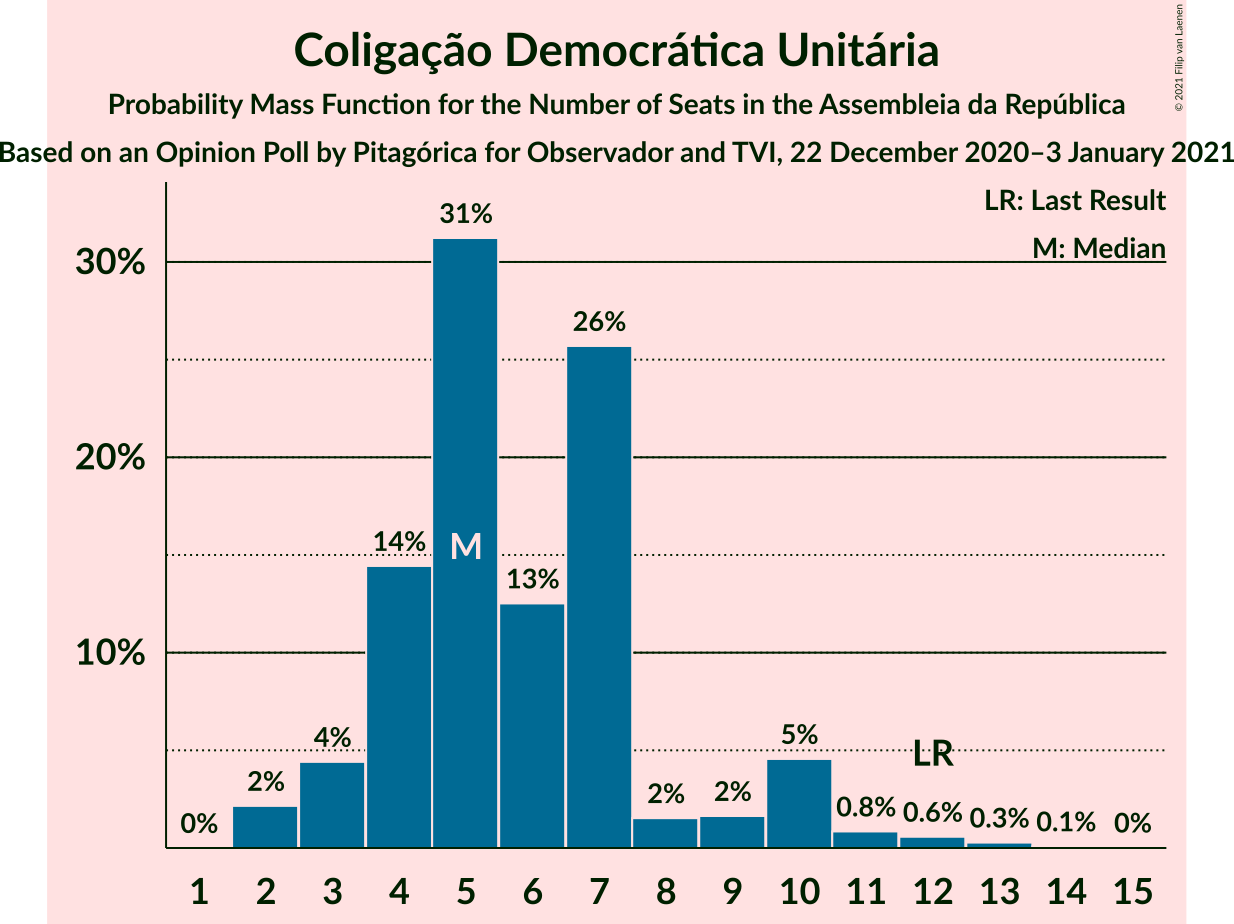 Coligação Democrática Unitária
Probability Mass Function for the Number of Seats in the Assembleia da República
Based on an Opinion Poll by Pitagórica for Observador and TVI, 22 December 2020–3 January 2021
© 2021 Filip van Laenen
LR: Last Result
M: Median
30%
20%
10%
0%
2%
4%
14%
31%
13%
26%
2%
2%
5%
0.8%
0.6%
0.3%
0.1%
0%
M
LR
1 2 3 4 5 6 7 8 9 10 11 12 13 14 15